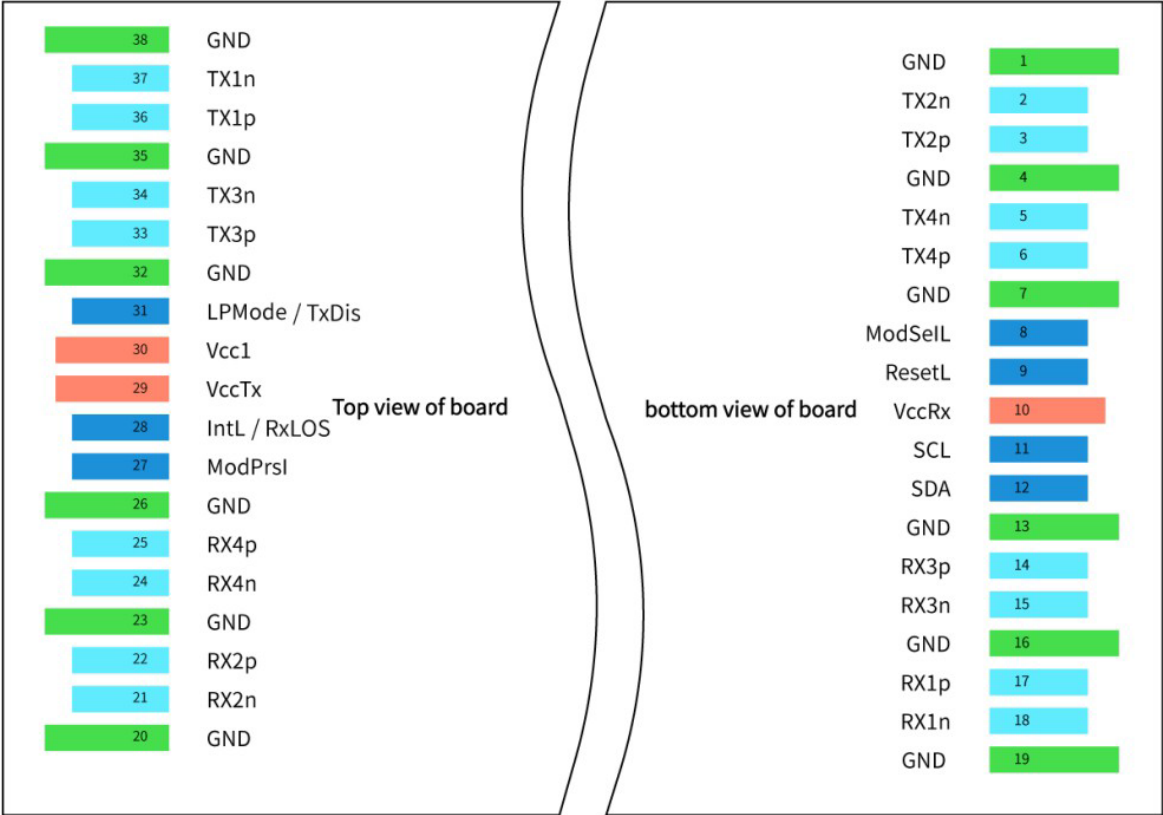 38 GND
37 TX1n
36 TX1p
35 GND
34 TX3n
33 TX3p
32 GND
31 LPMode / TxDis
30 Vcc1
29 VccTx
Top view of board
28 IntL / RxLOS
27 ModPrsl
26 GND
25 RX4p
24 RX4n
23 GND
22 RX2p
21 RX2n
20 GND
GND 1
TX2n 2
TX2p 3
GND 4
TX4n 5
TX4p 6
GND 7
ModSelL 8
ResetL 9
bottom view of board
VccRx 10
SCL 11
SDA 12
GND 13
RX3p 14
RX3n 15
GND 16
RX1p 17
RX1n 18
GND 19